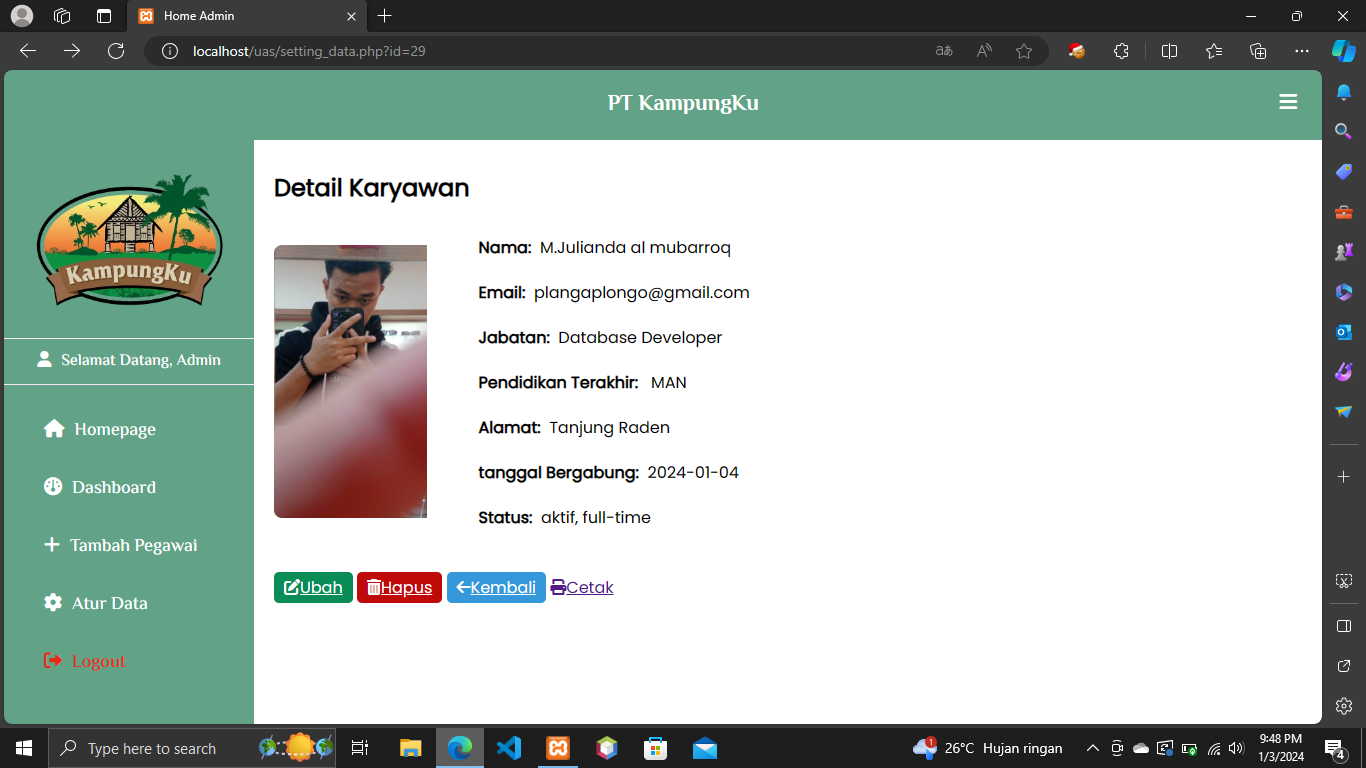 Home Admin
localhost/uas/setting_data.php?id=29
PT KampungKu
KampungKu
Selamat Datang, Admin
Homepage
Dashboard
Tambah Pegawai
Atur Data
Logout
Detail Karyawan
Nama: M.Julianda al mubarroq
Email: plangaplongo@gmail.com
Jabatan: Database Developer
Pendidikan Terakhir: MAN
Alamat: Tanjung Raden
tanggal Bergabung: 2024-01-04
Status: aktif, full-time
Ubah Hapus Kembali Cetak
Type here to search
1
26°C Hujan ringan
9:48 PM
1/3/2024
4